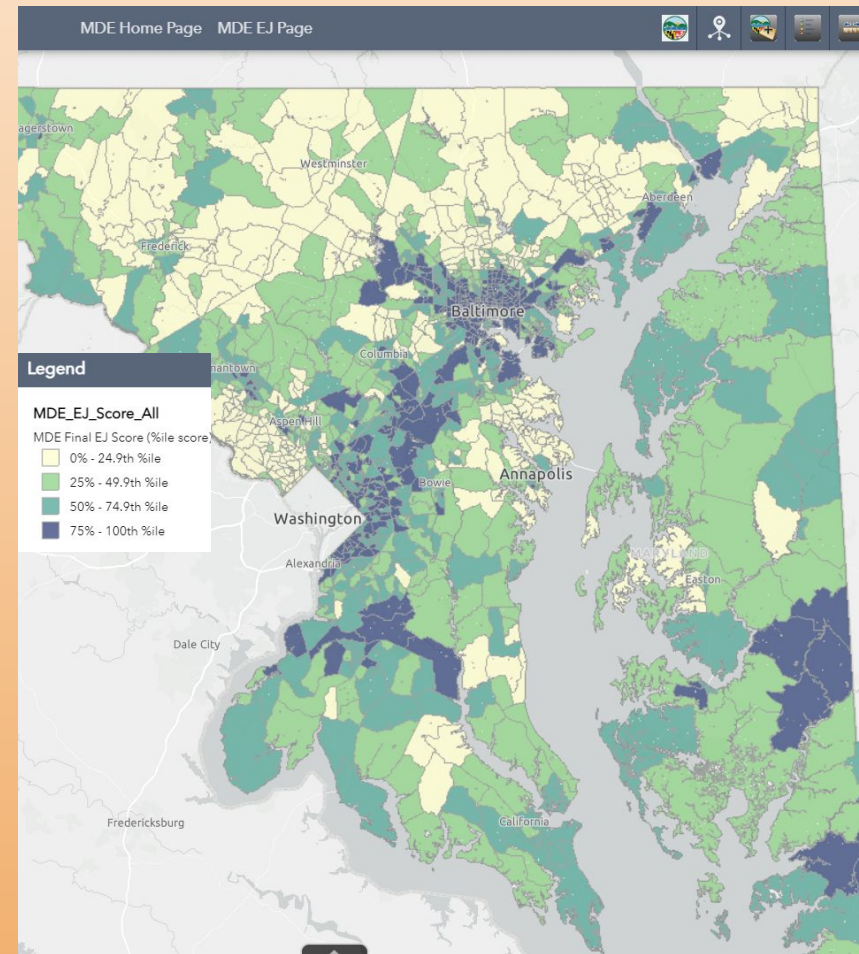 MDE Home Page MDE EJ Page
agerstown
Westminster
Aberdeen
Frederick
Baltimore
Columbia
mantown
Legend
MDE_EJ_Score_All
MDE Final EJ Score (%ile score
0% - 24.9th %ile
25% - 49.9th %ile
50% - 74.9th %ile
75% - 100th %ile
Aspen Hill
Bowie
Annapolis
Washington
MARYLAND
Alexandria
Easton
Dale City
Fredericksburg
California